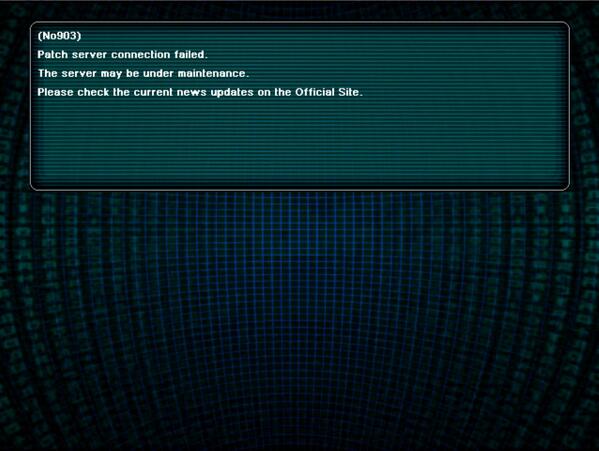 (No903)
Patch server connection failed.
The server may be under maintenance.
Please check the current news updates on the Official Site.